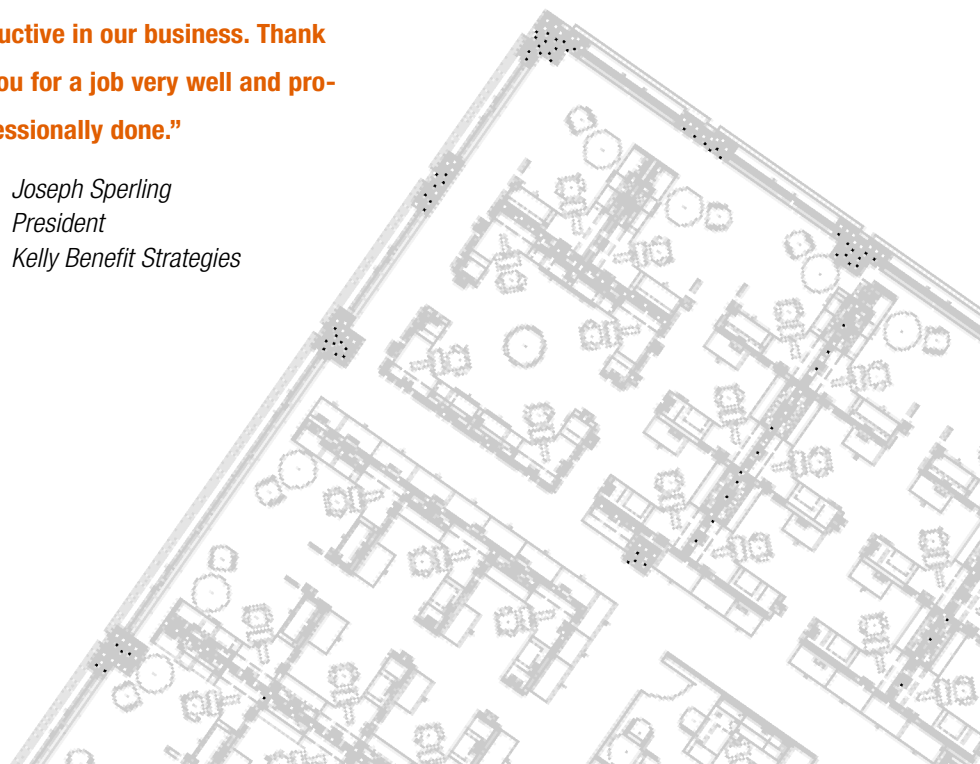 uctive in our business. Thank
ou for a job very well and pro-
essionally done.”
Joseph Sperling
President
Kelly Benefit Strategies